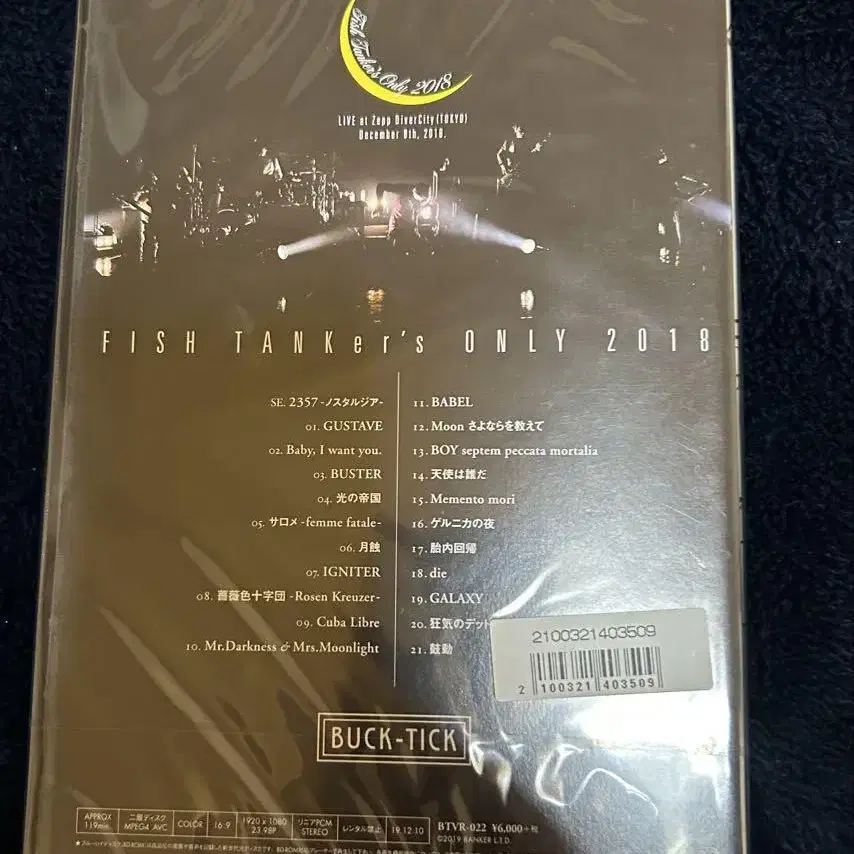 Fish Tanker's Only 2018
LIVE at Zepp DiverCity(TOKYO)
December 9th, 2018.
FISH TANKer's ONLY 2018
SE. 2357 -ノスタルジア-
01. GUSTAVE
02. Baby, I want you.
03. BUSTER
04. 光の帝国
05. サロメ -femme fatale-
06. 月蝕
07. IGNITER
08. 薔薇色十字団 -Rosen Kreuzer-
09. Cuba Libre
10. Mr.Darkness & Mrs.Moonlight
11. BABEL
12. Moon さよならを教えて
13. BOY septem peccata mortalia
14. 天使は誰だ
15. Memento mori
16. ゲルニカの夜
17. 胎内回帰
18. die
19. GALAXY
20. 狂気のデット
21. 鼓動
2100321403509
2 100321 403509
BUCK-TICK
APPROX 119min
二層ディスク MPEG4 AVC
COLOR
16:9
1920 x 1080 23.98P
リニアPCM STEREO
レンタル禁止
19.12.10
BTVR-022 ¥6,000+税
©2019 BANKER L.T.D.